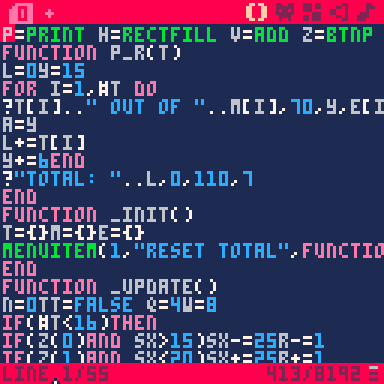 P=PRINT H=RECTFILL V=ADD Z=BTNP
FUNCTION P_R(T)
L=0Y=15
FOR I=1,#T DO
?T[I].." OUT OF "..M[I],70,Y,E[I
A=Y
L+=T[I]
Y+=6END
?"TOTAL: "..L,0,110,7
END
FUNCTION _INIT()
T={}M={}E={}
MENUITEM(1,"RESET TOTAL",FUNCTIO
END
FUNCTION _UPDATE()
N=0TT=FALSE Q=4W=8
IF(#T<16)THEN
IF(Z(0)AND SX>15)SX-=25R-=1
IF(Z(1)AND SX<20)SX+=25R+=1
LINE 1/55 413/8192